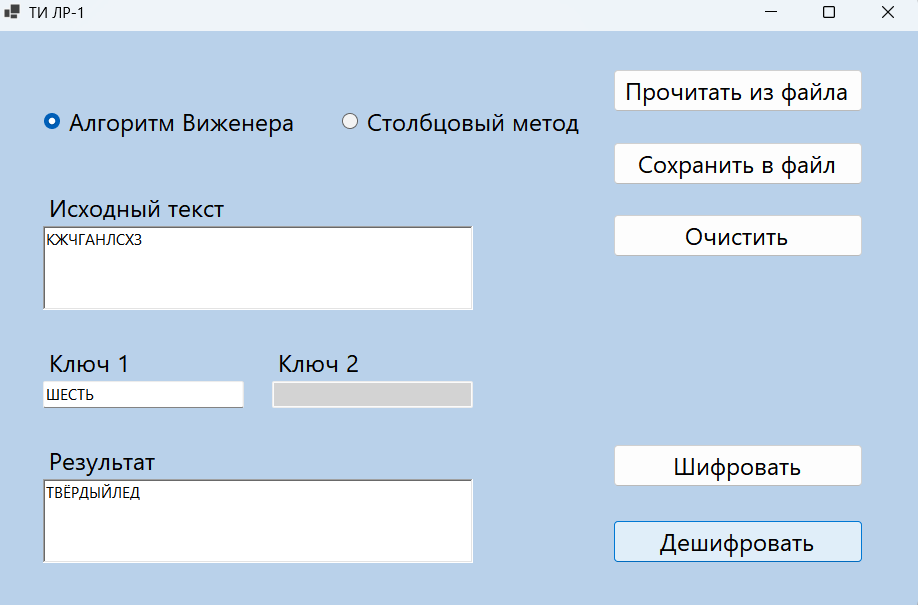 ТИ ЛР-1
Прочитать из файла
Алгоритм Виженера
Столбцовый метод
Сохранить в файл
Исходный текст
КЖЧГАНЛСХЗ
Очистить
Ключ 1
Ключ 2
ШЕСТЬ
Результат
Шифровать
ТВЁРДЫЙЛЕД
Дешифровать